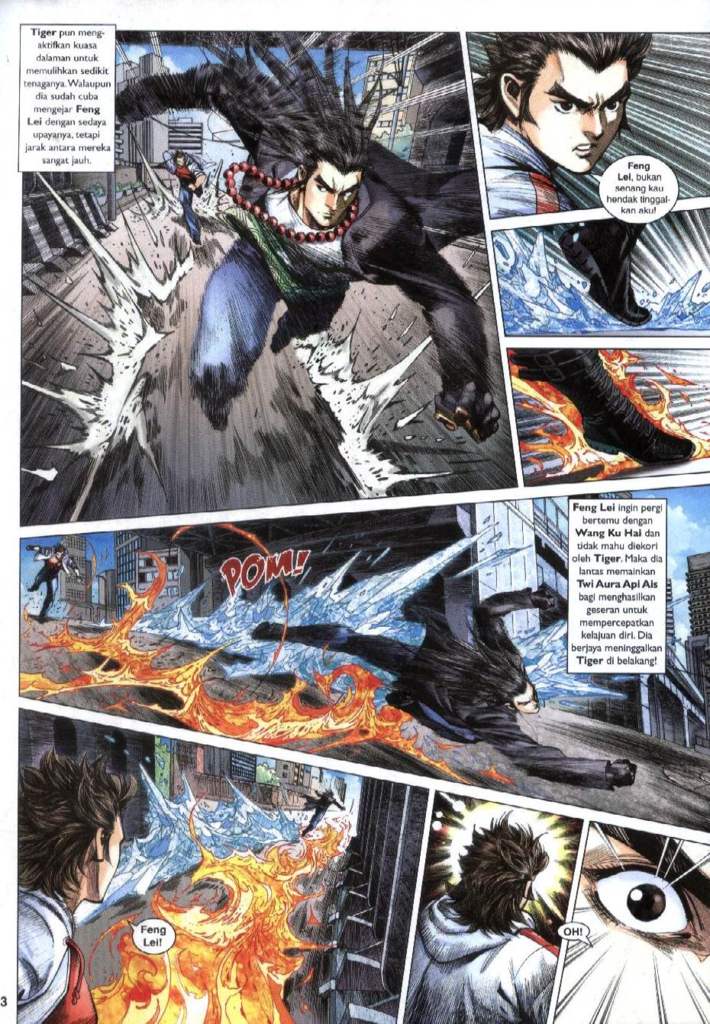 Tiger pun meng-
aktifkan kuasa
dalaman untuk
memulihkan sedikit
tenaganya. Walaupun
dia sudah cuba
mengejar Feng
Lei dengan sedaya
upayanya, tetapi
jarak antara mereka
sangat jauh.
Feng
Lei, bukan
senang kau
hendak tinggal-
kan aku!
POM!
Feng Lei ingin pergi
bertemu dengan
Wang Ku Hai dan
tidak mahu diekori
oleh Tiger. Maka dia
lantas memainkan
Twi Aura Api Ais
bagi menghasilkan
geseran untuk
mempercepatkan
kelajuan diri. Dia
berjaya meninggalkan
Tiger di belakang!
Feng
Lei!
OH!
3